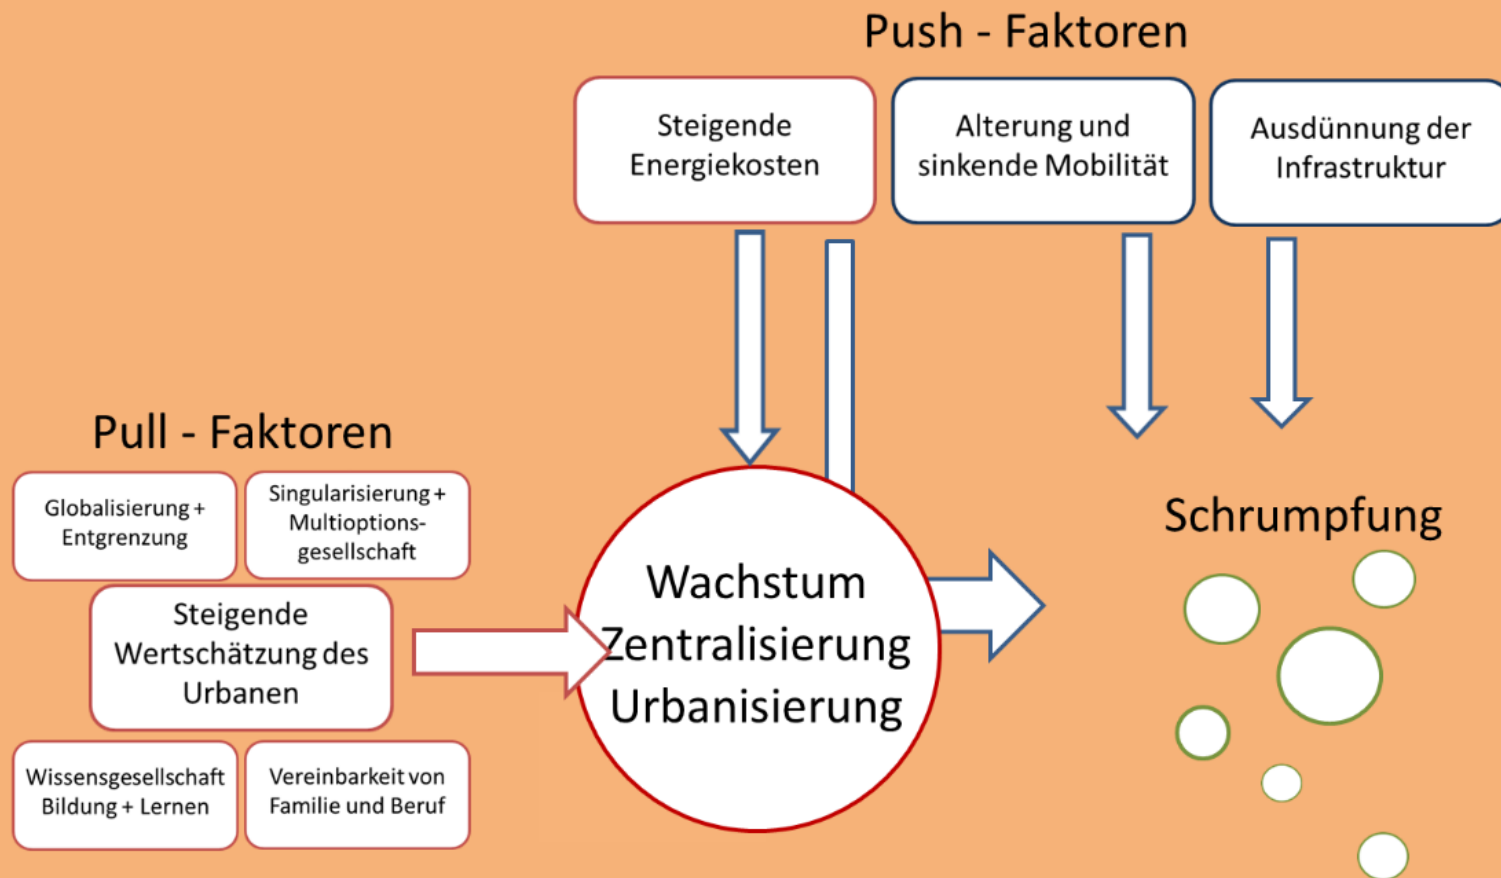 Push - Faktoren
Steigende
Energiekosten
Alterung und
sinkende Mobilität
Ausdünnung der
Infrastruktur
Pull - Faktoren
Globalisierung +
Entgrenzung
Singularisierung +
Multioptions-
gesellschaft
Steigende
Wertschätzung des
Urbanen
Wissensgesellschaft
Bildung + Lernen
Vereinbarkeit von
Familie und Beruf
Wachstum
Zentralisierung
Urbanisierung
Schrumpfung